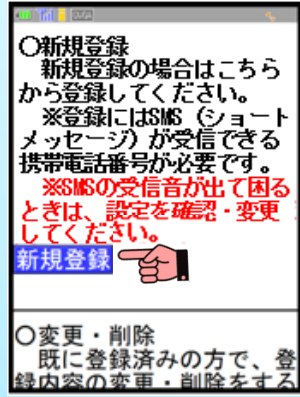 ○新規登録
　新規登録の場合はこちら
から登録してください。
　※登録にはSMS（ショート
メッセージ）が受信できる
携帯電話番号が必要です。
　※SMSの受信音が出て困る
ときは、設定を確認・変更
してください。
新規登録
○変更・削除
　既に登録済みの方で、登
録内容の変更・削除をする